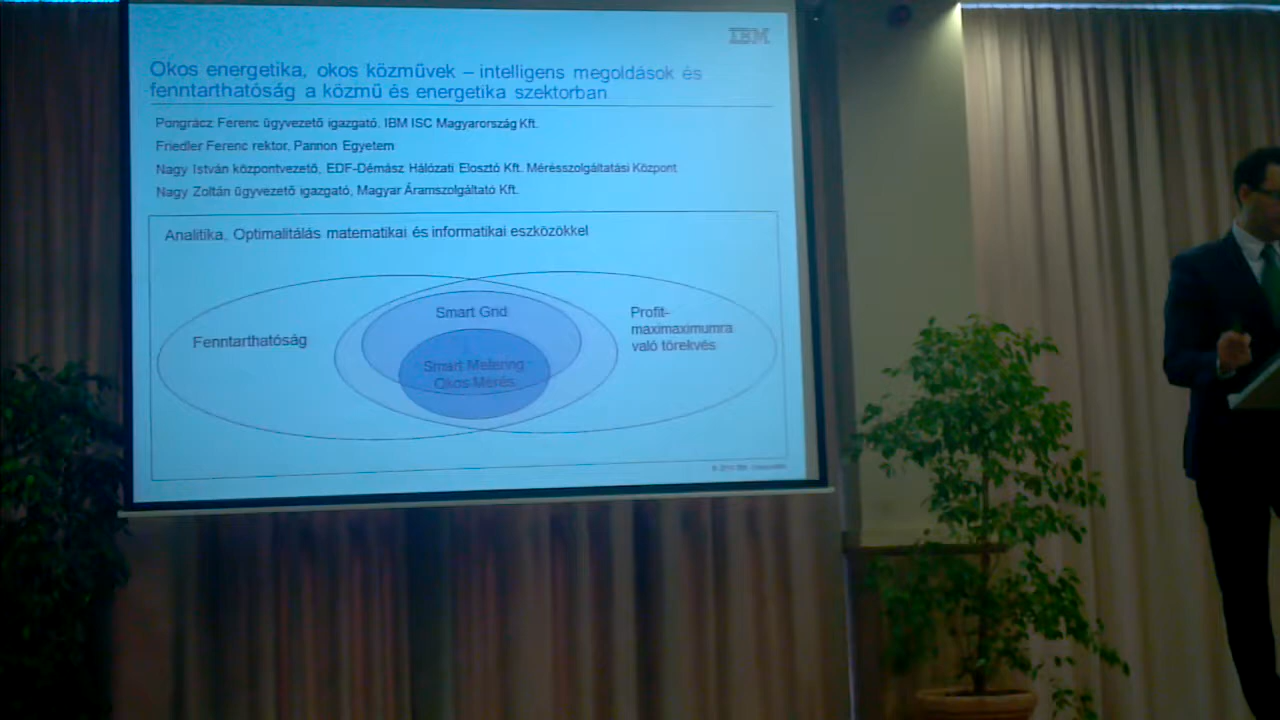 IBM
Okos energetika, okos közművek – intelligens megoldások és
fenntarthatóság a közmű és energetika szektorban
Pongrácz Ferenc ügyvezető igazgató, IBM ISC Magyarország Kft.
Friedler Ferenc rektor, Pannon Egyetem
Nagy István központvezető, EDF-Démász Hálózati Elosztó Kft. Mérésszolgáltatási Központ
Nagy Zoltán ügyvezető igazgató, Magyar Áramszolgáltató Kft.
Analitika, Optimalitálás matematikai és informatikai eszközökkel
Smart Grid
Fenntarthatóság
Profit-
maximaximumra
való törekvés
Smart Metering
Okos Mérés